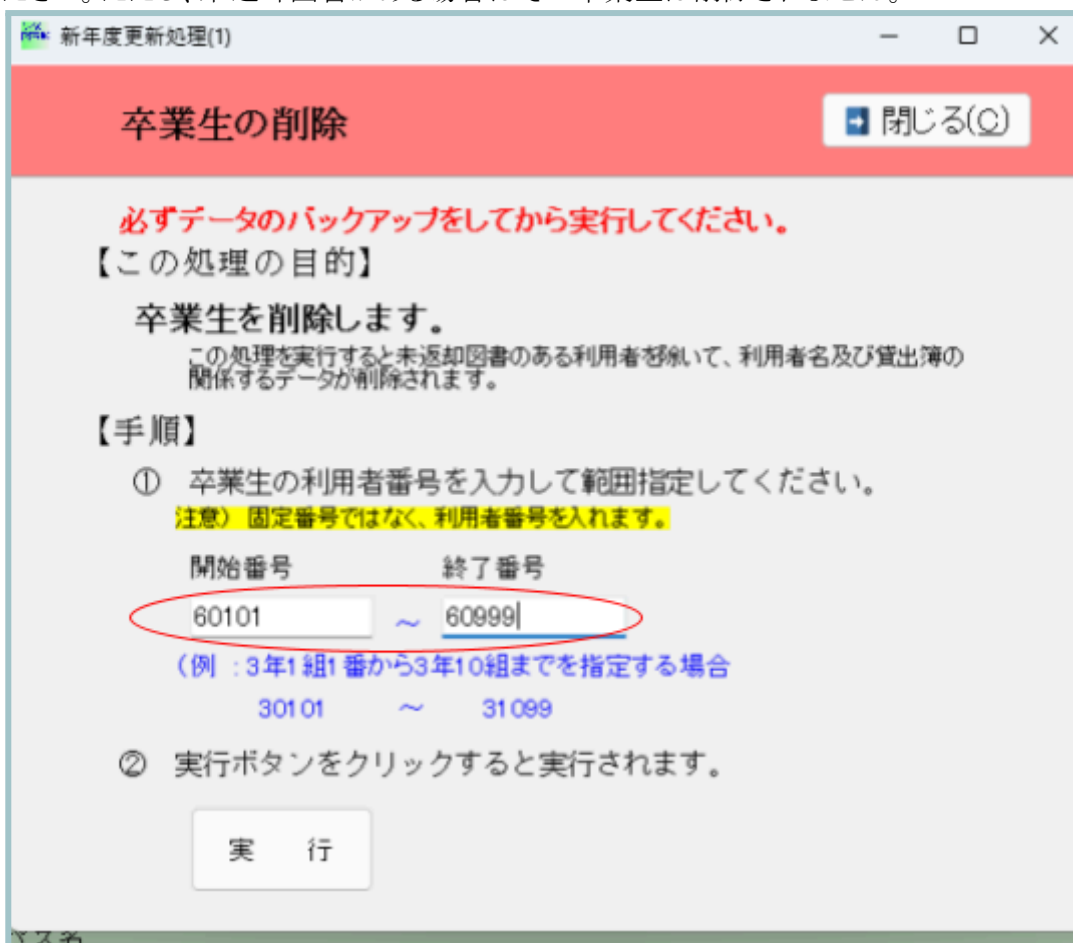 新年度更新処理(1)
卒業生の削除
閉じる(C)
必ずデータのバックアップをしてから実行してください。
【この処理の目的】
卒業生を削除します。
この処理を実行すると未返却図書のある利用者を除いて、利用者名及び貸出簿の
関係するデータが削除されます。
【手順】
① 卒業生の利用者番号を入力して範囲指定してください。
注意） 固定番号ではなく、利用者番号を入れます。
開始番号 終了番号
60101 ～ 60999
（例 ：3年1組1番から3年10組までを指定する場合
30101 ～ 31099
② 実行ボタンをクリックすると実行されます。
実 行